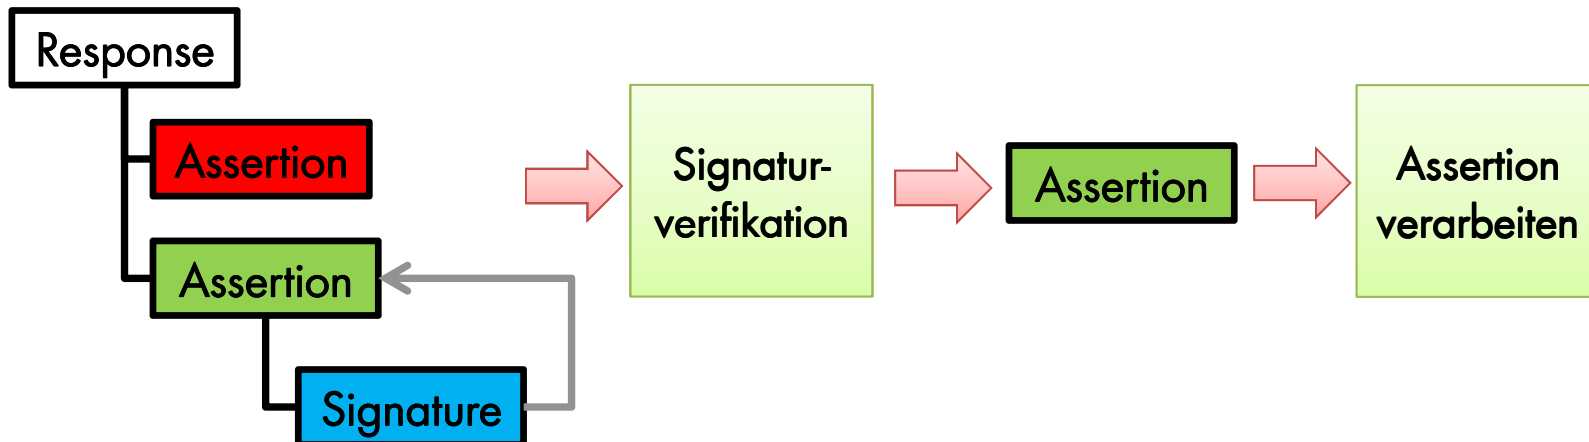 Response
Assertion
Assertion
Signature
Signatur-
verifikation
Assertion
Assertion
verarbeiten